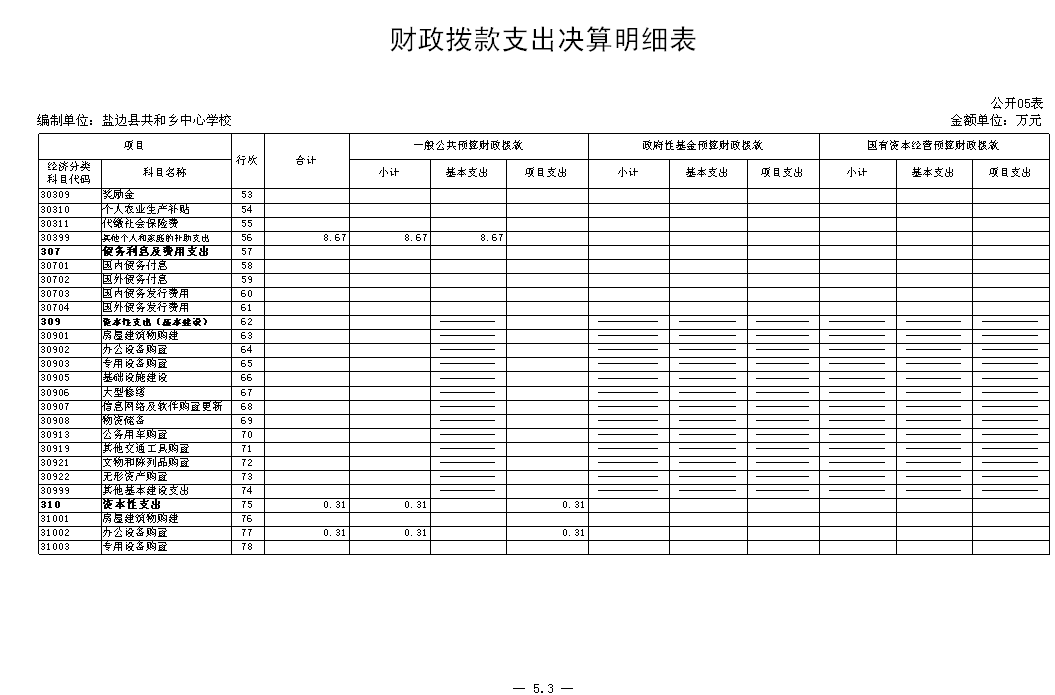 财政拨款支出决算明细表
公开05表
编制单位：盐边县共和乡中心学校 金额单位：万元
项目 行次 合计 一般公共预算财政拨款 政府性基金预算财政拨款 国有资本经营预算财政拨款
经济分类科目代码 科目名称 小计 基本支出 项目支出 小计 基本支出 项目支出 小计 基本支出 项目支出
30309 奖励金 53
30310 个人农业生产补贴 54
30311 代缴社会保险费 55
30399 其他个人和家庭的补助支出 56 8.67 8.67 8.67
307 债务利息及费用支出 57
30701 国内债务付息 58
30702 国外债务付息 59
30703 国内债务发行费用 60
30704 国外债务发行费用 61
309 资本性支出（基本建设） 62
30901 房屋建筑物购建 63
30902 办公设备购置 64
30903 专用设备购置 65
30905 基础设施建设 66
30906 大型修缮 67
30907 信息网络及软件购置更新 68
30908 物资储备 69
30913 公务用车购置 70
30919 其他交通工具购置 71
30921 文物和陈列品购置 72
30922 无形资产购置 73
30999 其他基本建设支出 74
310 资本性支出 75 0.31 0.31 0.31
31001 房屋建筑物购建 76
31002 办公设备购置 77 0.31 0.31 0.31
31003 专用设备购置 78
— 5.3 —